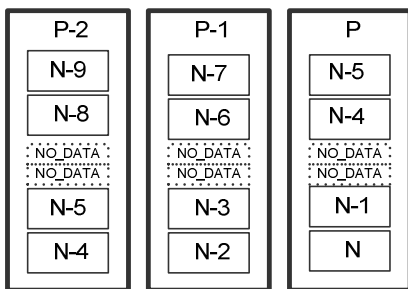 P-2
N-9
N-8
NO_DATA
NO_DATA
N-5
N-4
P-1
N-7
N-6
NO_DATA
NO_DATA
N-3
N-2
P
N-5
N-4
NO_DATA
NO_DATA
N-1
N